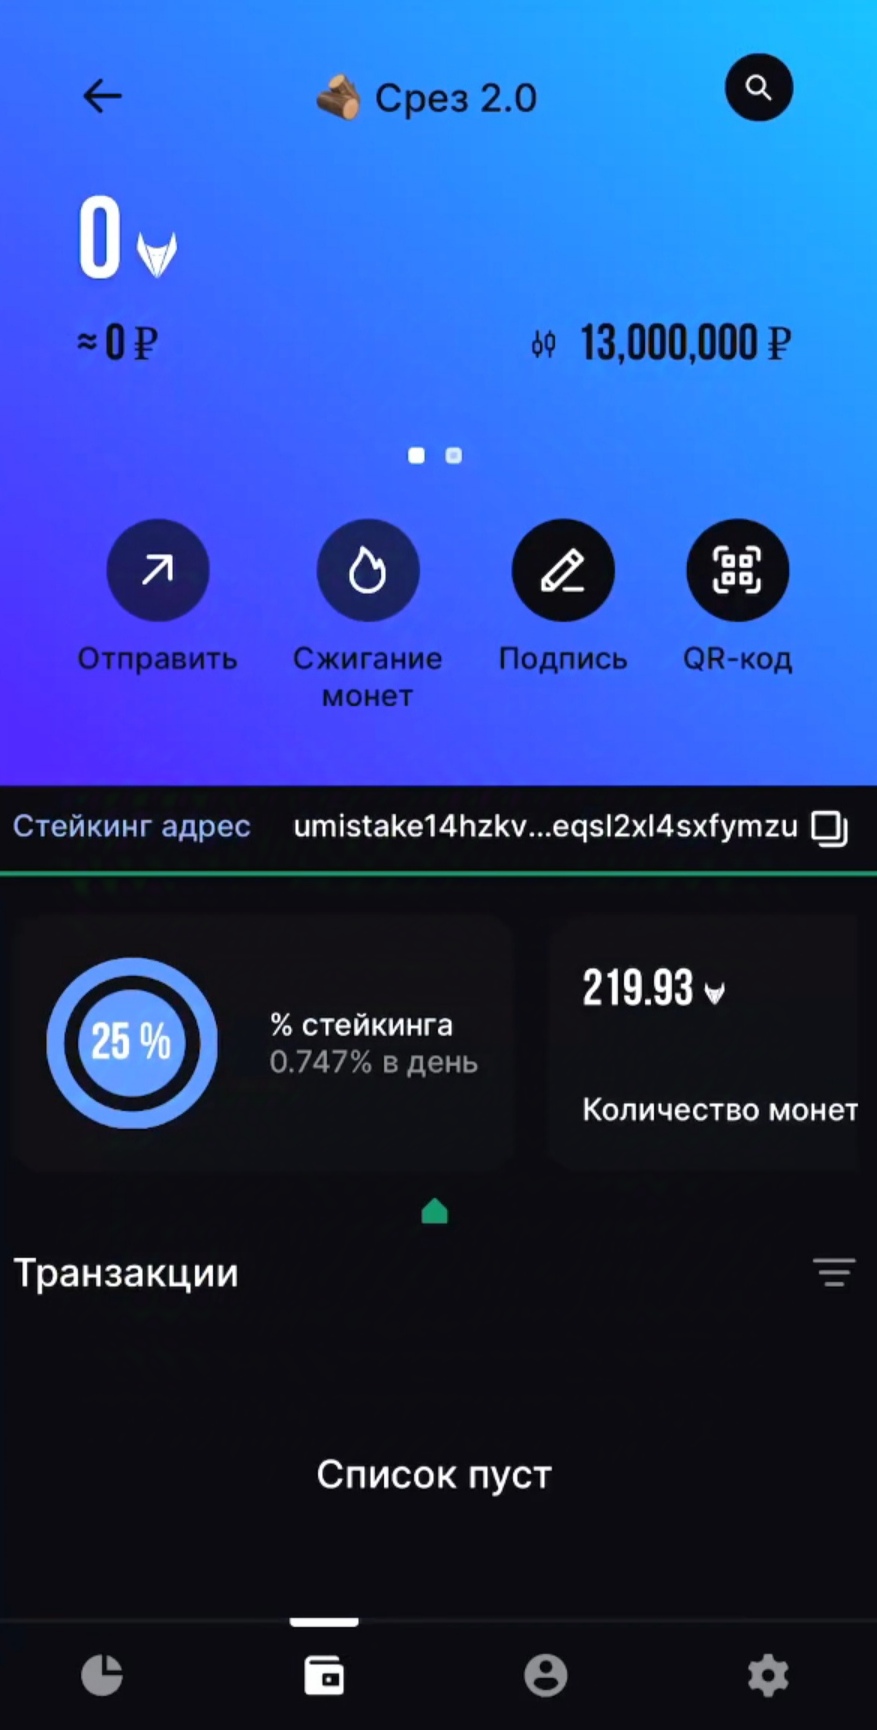 Срез 2.0
0
≈ 0 ₽
13,000,000 ₽
Отправить
Сжигание
монет
Подпись
QR-код
Стейкинг адрес
umistake14hzkv...eqsl2xl4sxfymzu
25 %
% стейкинга
0.747% в день
219.93
Количество монет
Транзакции
Список пуст